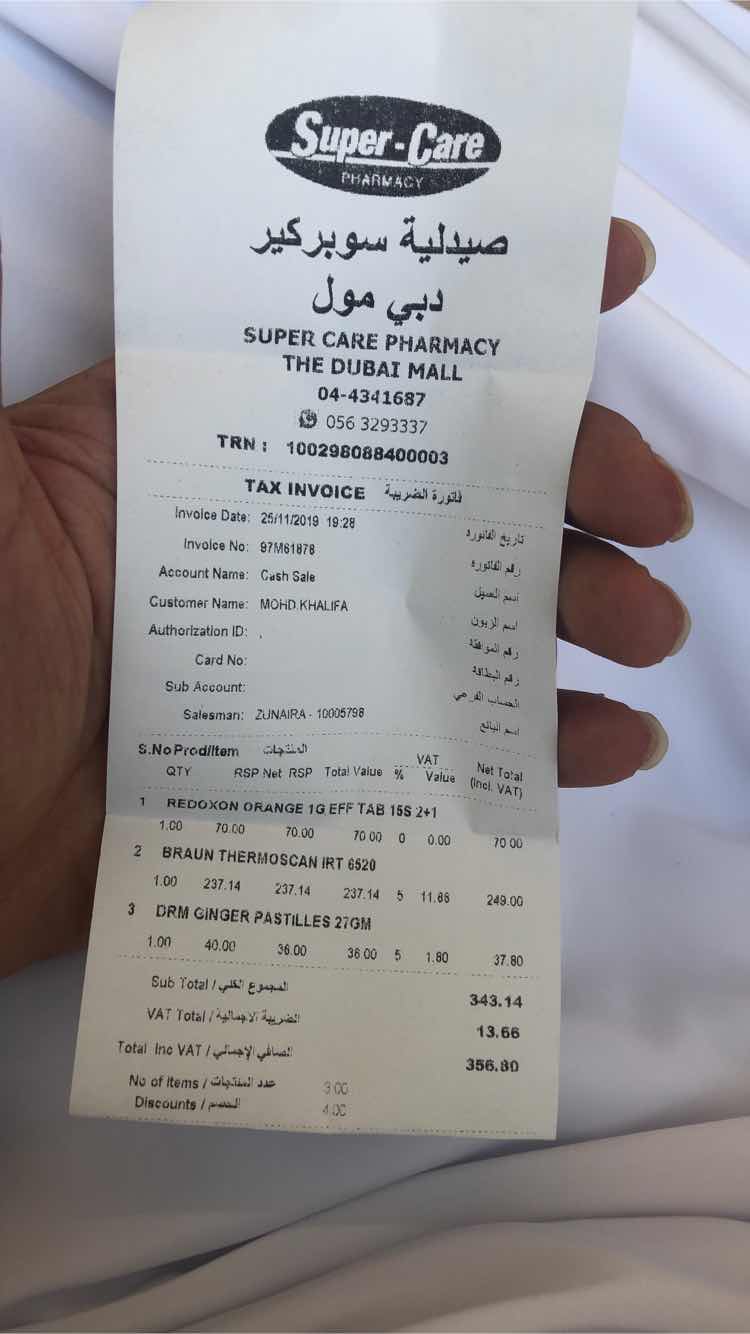 Super-Care
PHARMACY
صيدلية سوبركير
دبي مول
SUPER CARE PHARMACY
THE DUBAI MALL
04-4341687
056 3293337
TRN : 100298088400003
TAX INVOICE فاتورة الضريبة
Invoice Date: 25/11/2019 19:28 تاريخ الفاتورة
Invoice No: 97M61878 رقم الفاتورة
Account Name: Cash Sale اسم العميل
Customer Name: MOHD.KHALIFA اسم الزبون
Authorization ID: , رقم الموافقة
Card No: رقم البطاقة
Sub Account: الحساب الفرعي
Salesman: ZUNAIRA - 10005798 اسم البائع
S.No Prod/Item المنتجات
QTY RSP Net RSP Total Value VAT % Value Net Total (Incl. VAT)
1 REDOXON ORANGE 1G EFF TAB 15S 2+1
1.00 70.00 70.00 70.00 0 0.00 70.00
2 BRAUN THERMOSCAN IRT 6520
1.00 237.14 237.14 237.14 5 11.86 249.00
3 DRM GINGER PASTILLES 27GM
1.00 40.00 36.00 36.00 5 1.80 37.80
Sub Total / المجموع الكلي 343.14
VAT Total / الضريبة الاجمالية 13.66
Total Inc VAT / الصافي الإجمالي 356.80
No of Items / عدد المنتجات 3.00
Discounts / الخصم 4.00